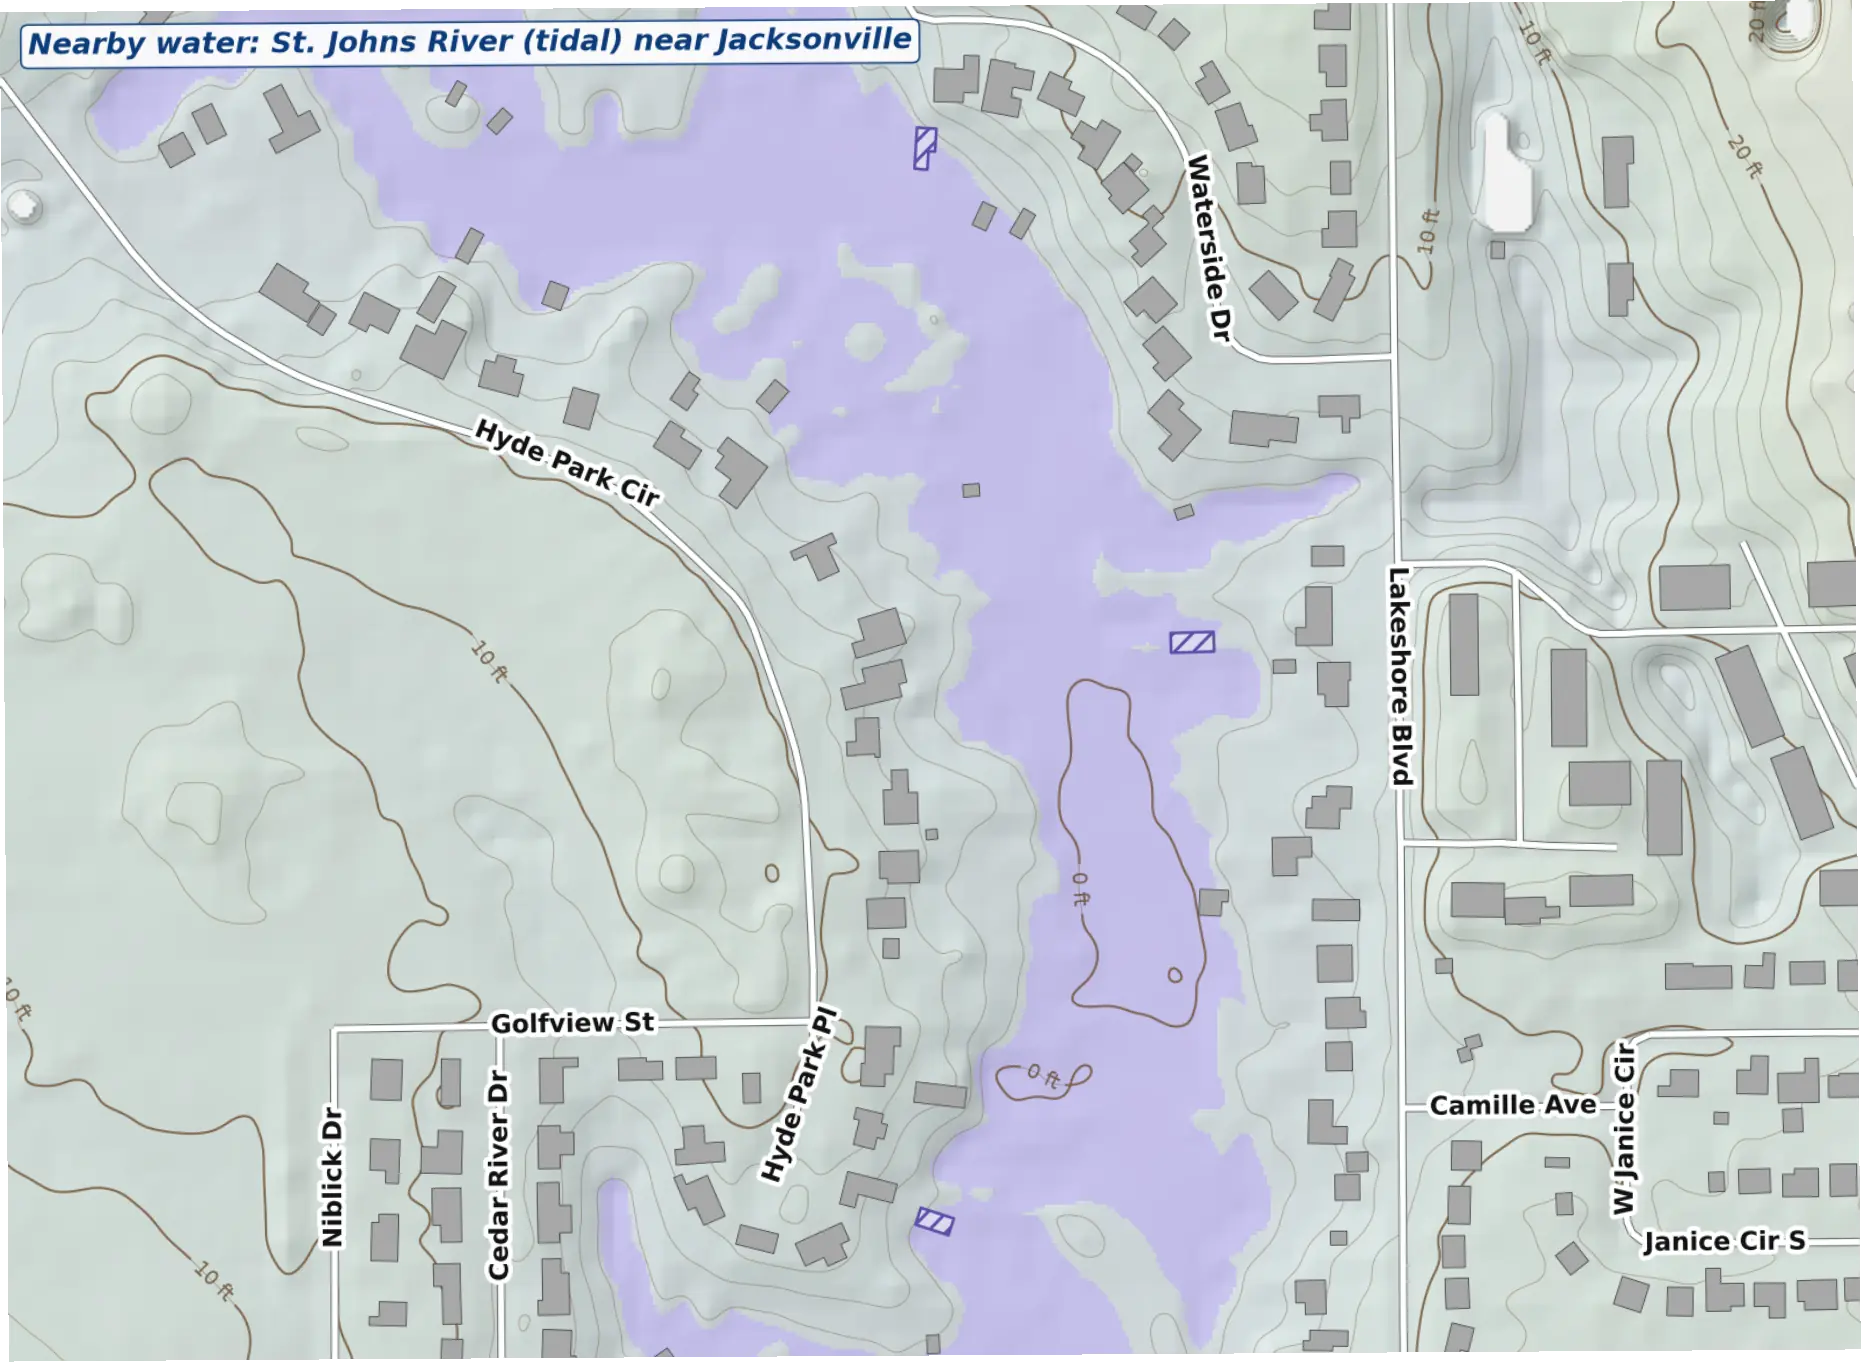 Nearby water: St. Johns River (tidal) near Jacksonville
10 ft
20 ft
20 ft
Waterside Dr
10 ft
Hyde Park Cir
10 ft
Lakeshore Blvd
0 ft
10 ft
Golfview St
Hyde Park Pl
0 ft
Niblick Dr
Cedar River Dr
Camille Ave
W Janice Cir
Janice Cir S
10 ft